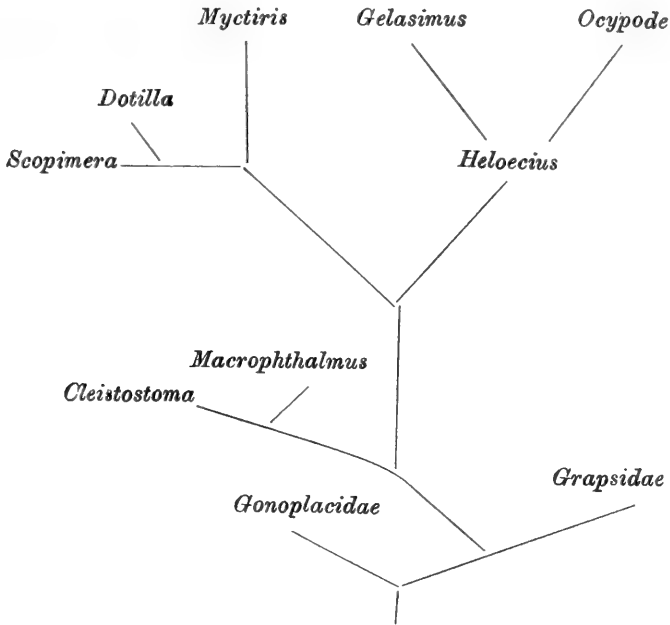 Myctiris Gelasimus Ocypode
Dotilla
Scopimera Heloecius
Macrophthalmus
Cleistostoma
Grapsidae
Gonoplacidae